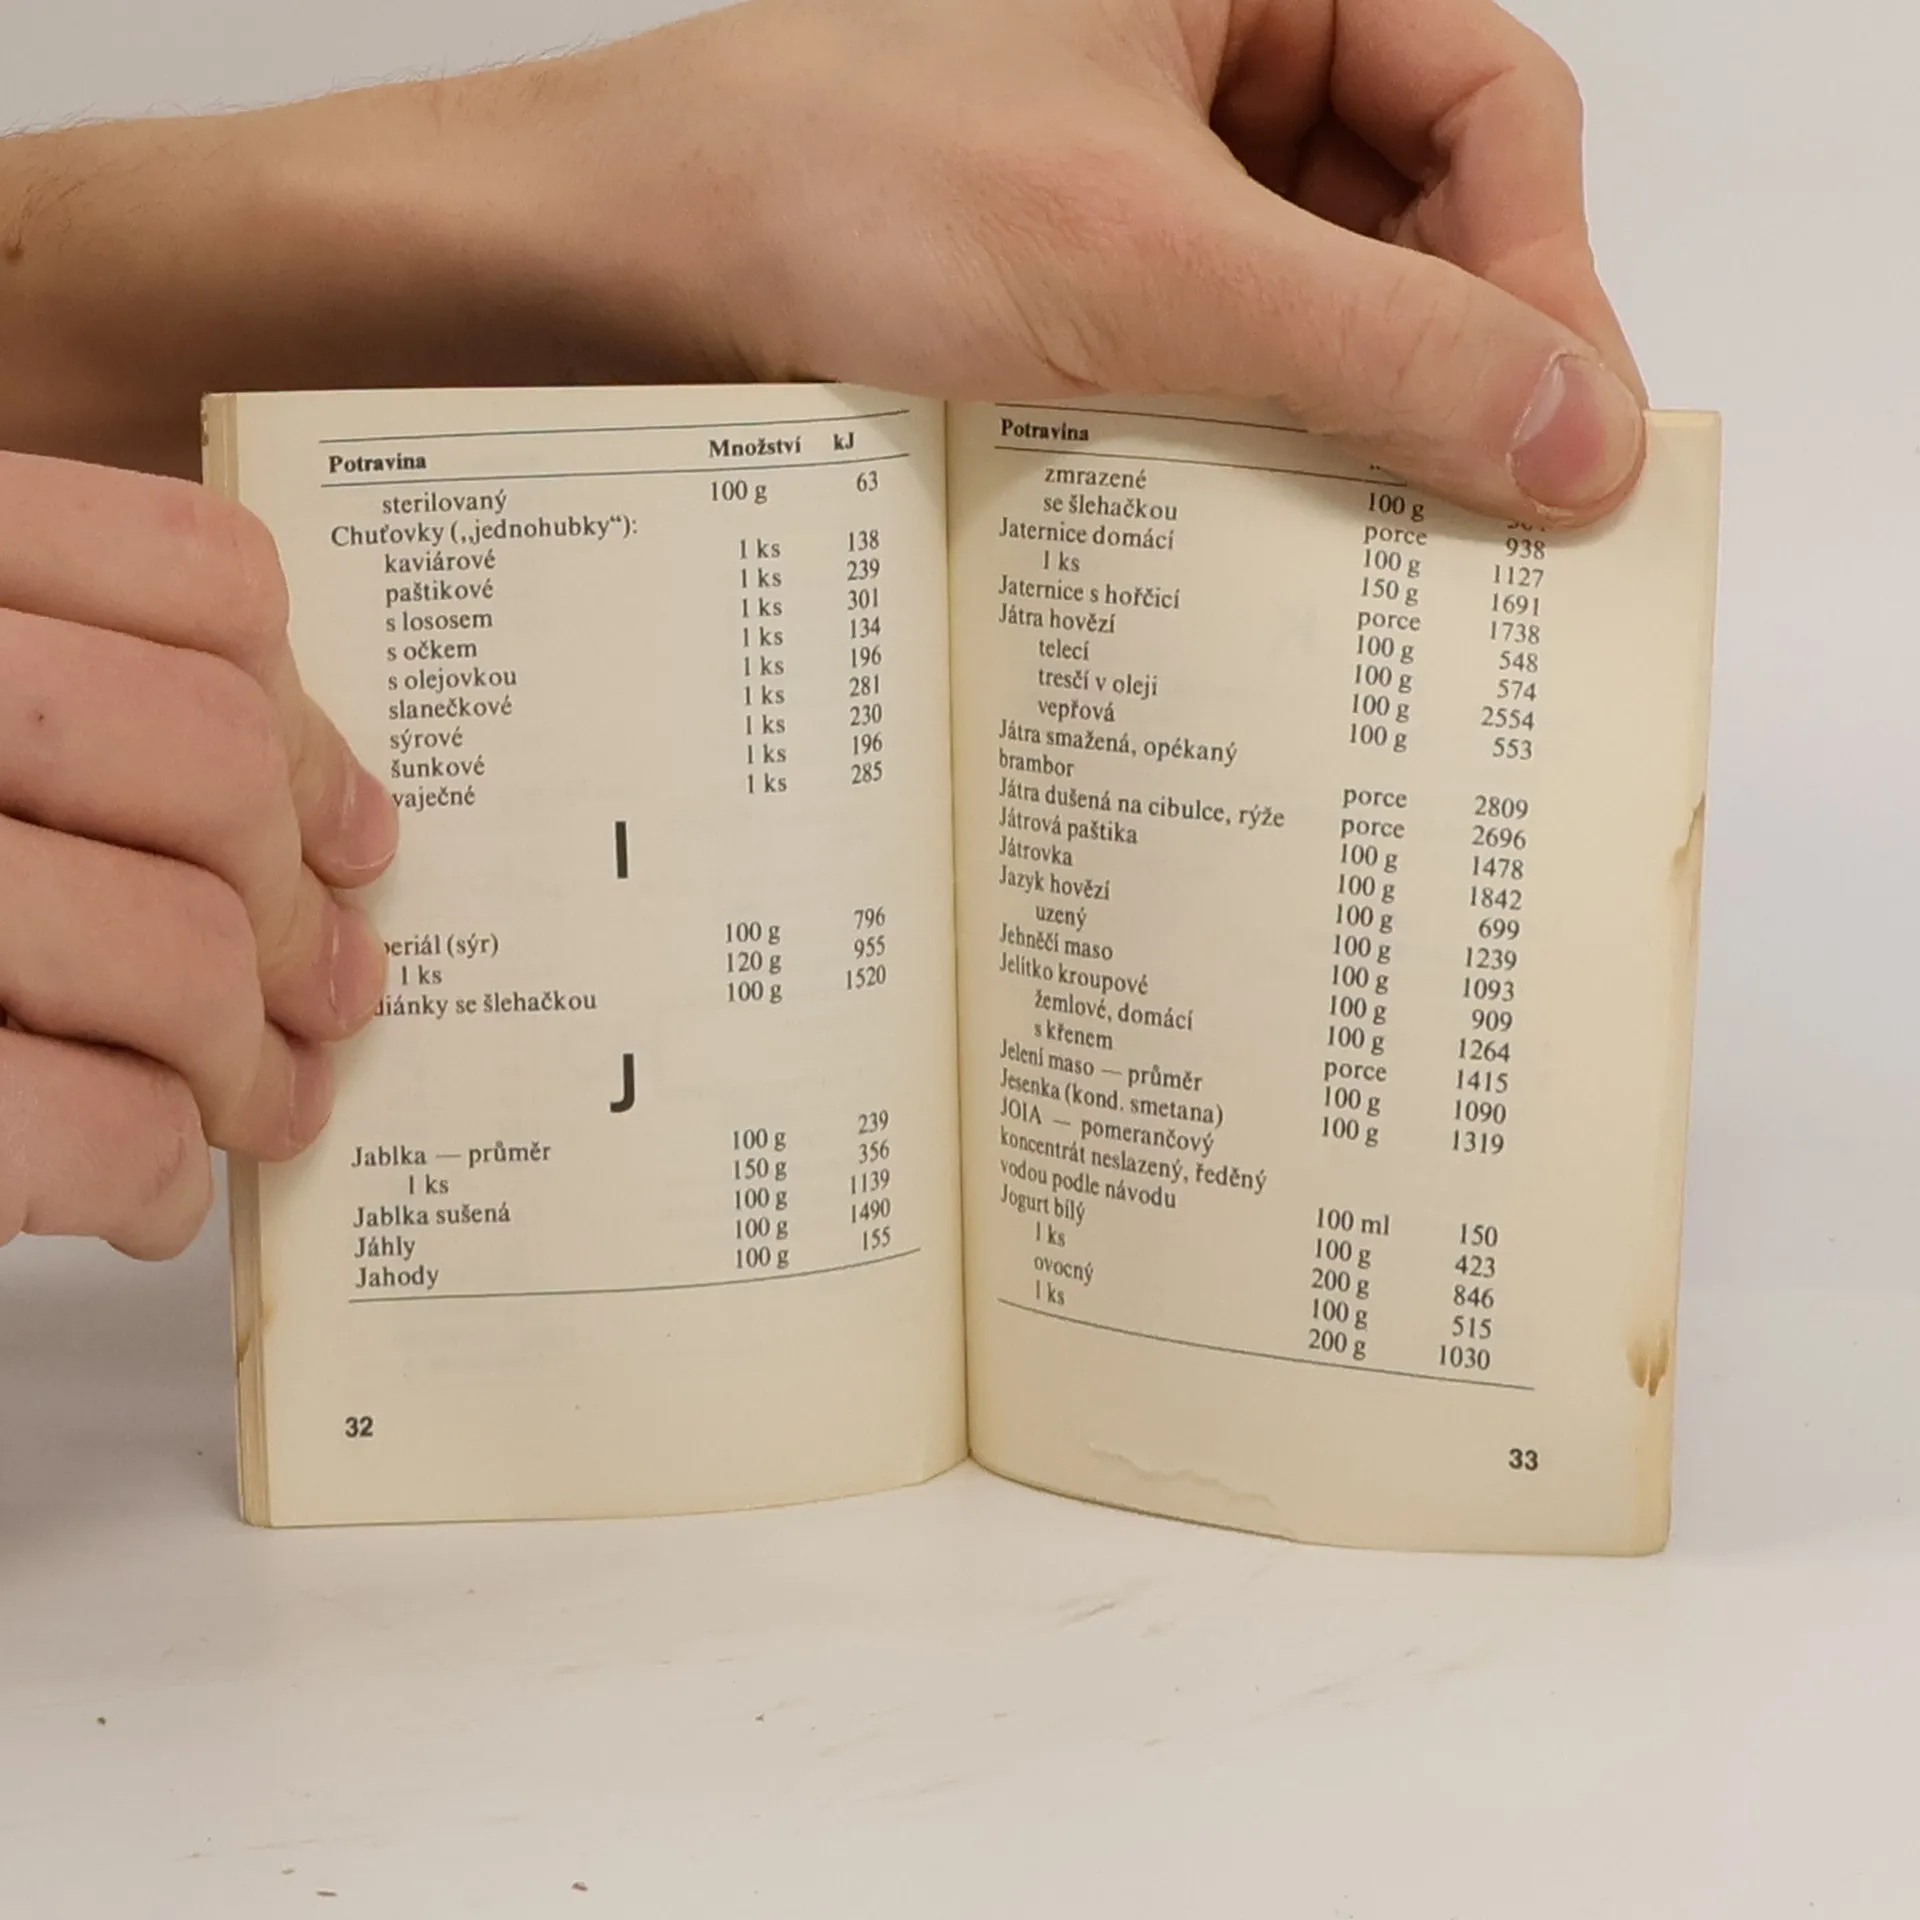 Potravina Množství kJ
sterilovaný 100 g 63
Chuťovky („jednohubky“):
kaviárové 1 ks 138
paštikové 1 ks 239
s lososem 1 ks 301
s očkem 1 ks 134
s olejovkou 1 ks 196
slanečkové 1 ks 281
sýrové 1 ks 230
šunkové 1 ks 196
vaječné 1 ks 285
I
(sýr) 100 g 796
1 ks 120 g 955
se šlehačkou 100 g 1520
J
Jablka — průměr 100 g 239
1 ks 150 g 356
Jablka sušená 100 g 1139
Jáhly 100 g 1490
Jahody 100 g 155
32
Potravina
zmrazené 100 g
se šlehačkou porce 938
Jaternice domácí 100 g 1127
1 ks 150 g 1691
Jaternice s hořčicí porce 1738
Játra hovězí 100 g 548
telecí 100 g 574
tresčí v oleji 100 g 2554
vepřová 100 g 553
Játra smažená, opékaný
brambor porce 2809
Játra dušená na cibulce, rýže porce 2696
Játrová paštika 100 g 1478
Játrovka 100 g 1842
Jazyk hovězí 100 g 699
uzený 100 g 1239
Jehněčí maso 100 g 1093
Jelítko kroupové 100 g 909
žemlové, domácí 100 g 1264
s křenem porce 1415
Jelení maso — průměr 100 g 1090
Jesenka (kond. smetana) 100 g 1319
JOIA — pomerančový
koncentrát neslazený, ředěný
vodou podle návodu 100 ml 150
Jogurt bílý 100 g 423
1 ks 200 g 846
ovocný 100 g 515
1 ks 200 g 1030
33